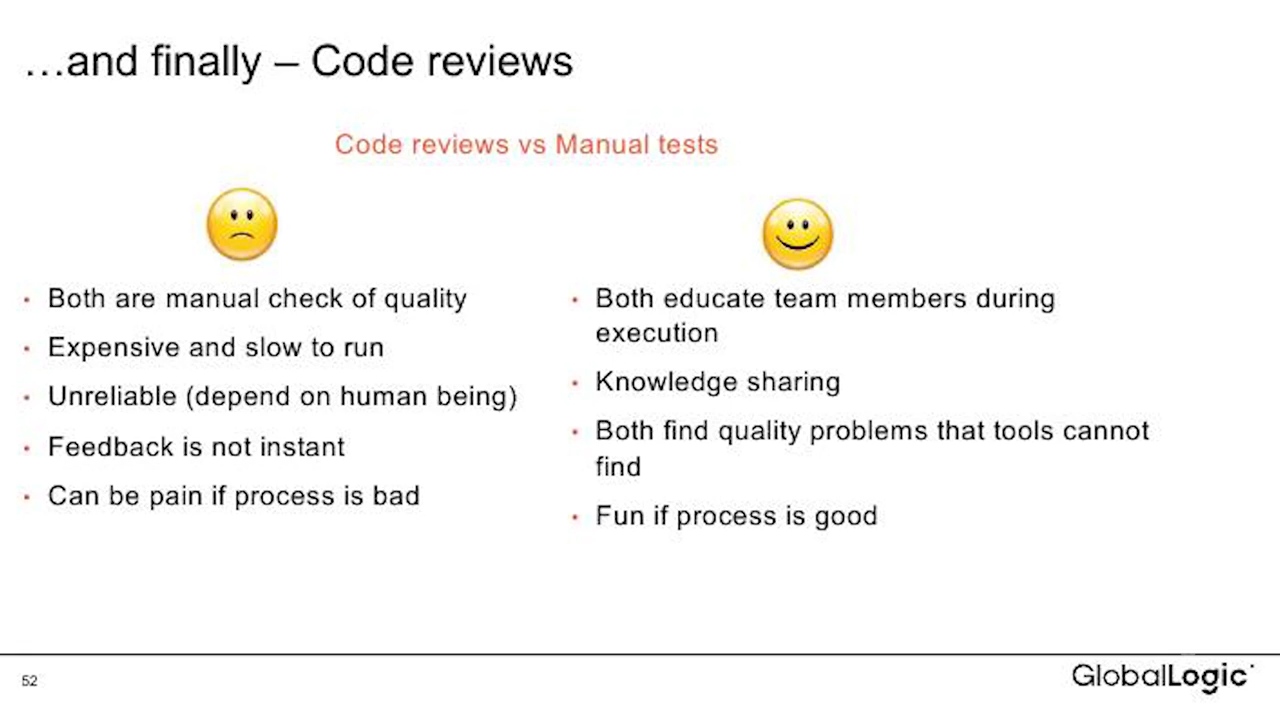 …and finally – Code reviews
Code reviews vs Manual tests
• Both are manual check of quality
• Expensive and slow to run
• Unreliable (depend on human being)
• Feedback is not instant
• Can be pain if process is bad
• Both educate team members during
execution
• Knowledge sharing
• Both find quality problems that tools cannot
find
• Fun if process is good
52
GlobalLogic